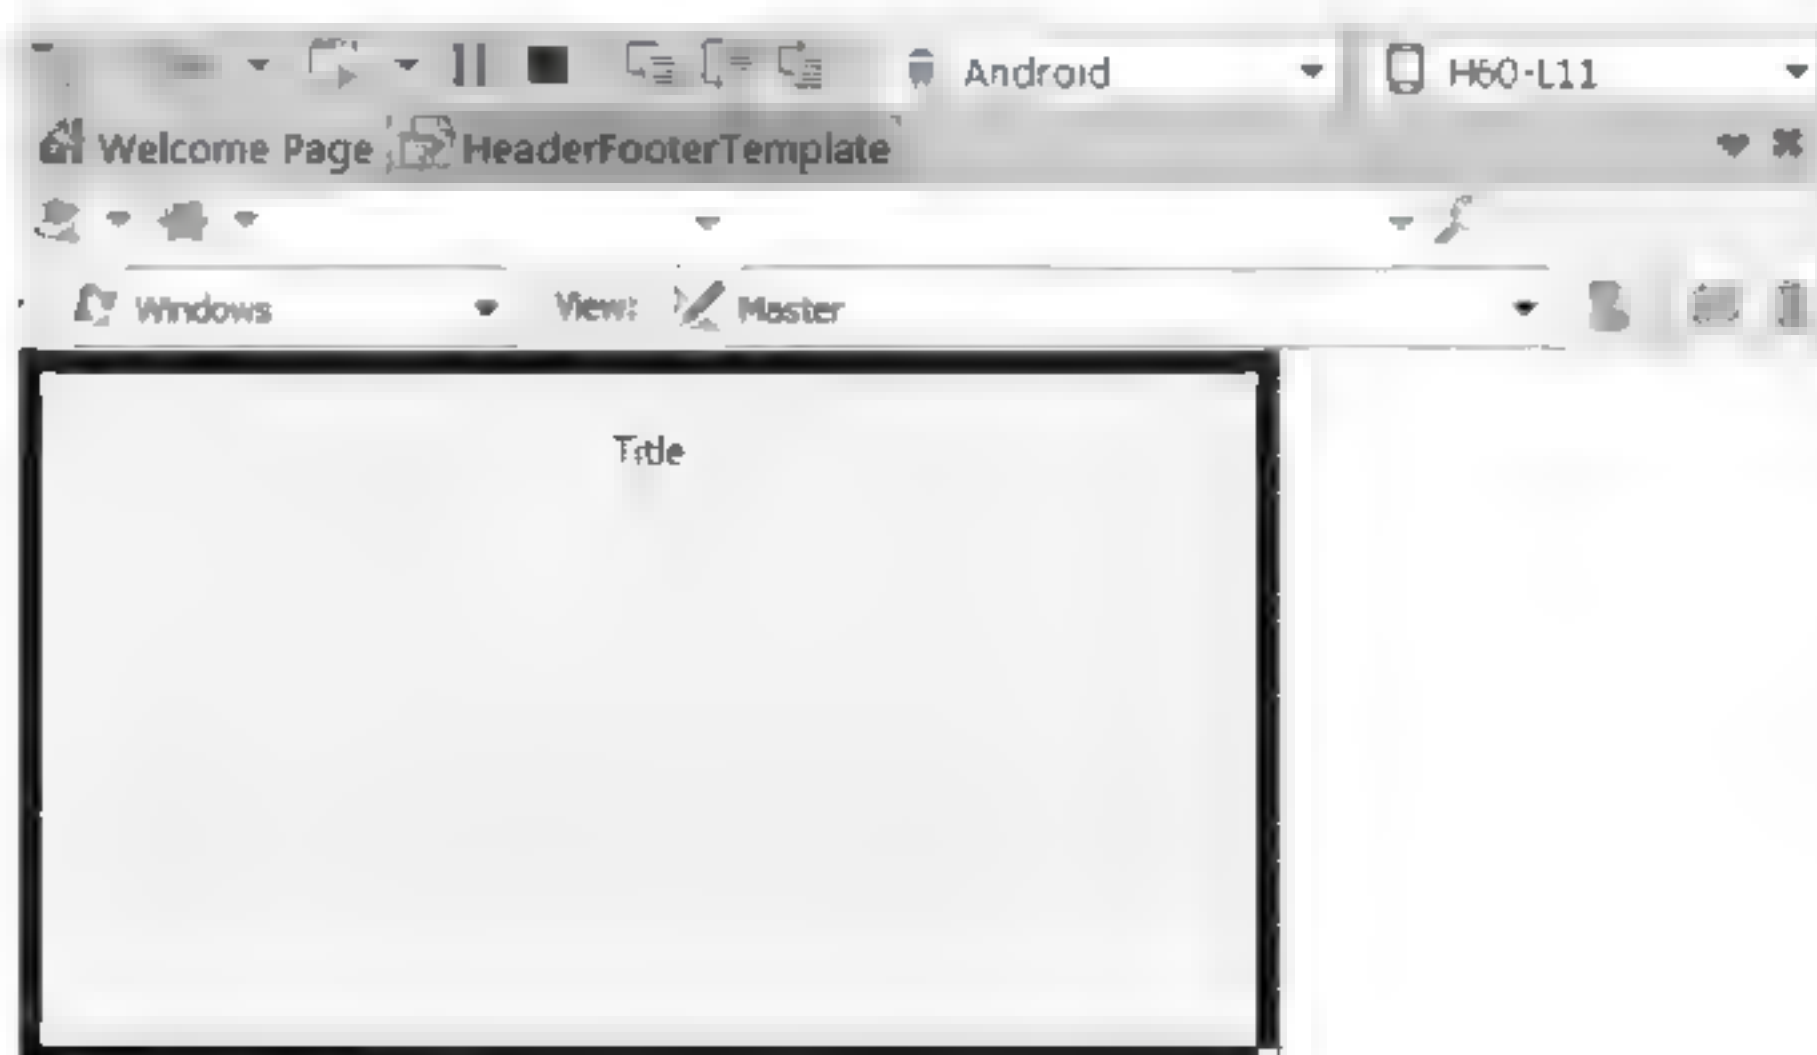 Android H60-L11
Welcome Page HeaderFooterTemplate
Windows View: Master
Title